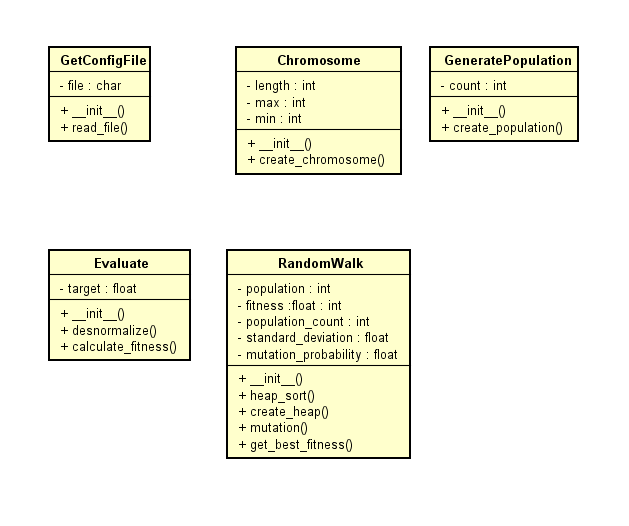 GetConfigFile
- file : char
+ __init__()
+ read_file()
Chromosome
- length : int
- max : int
- min : int
+ __init__()
+ create_chromosome()
GeneratePopulation
- count : int
+ __init__()
+ create_population()
Evaluate
- target : float
+ __init__()
+ desnormalize()
+ calculate_fitness()
RandomWalk
- population : int
- fitness :float : int
- population_count : int
- standard_deviation : float
- mutation_probability : float
+ __init__()
+ heap_sort()
+ create_heap()
+ mutation()
+ get_best_fitness()